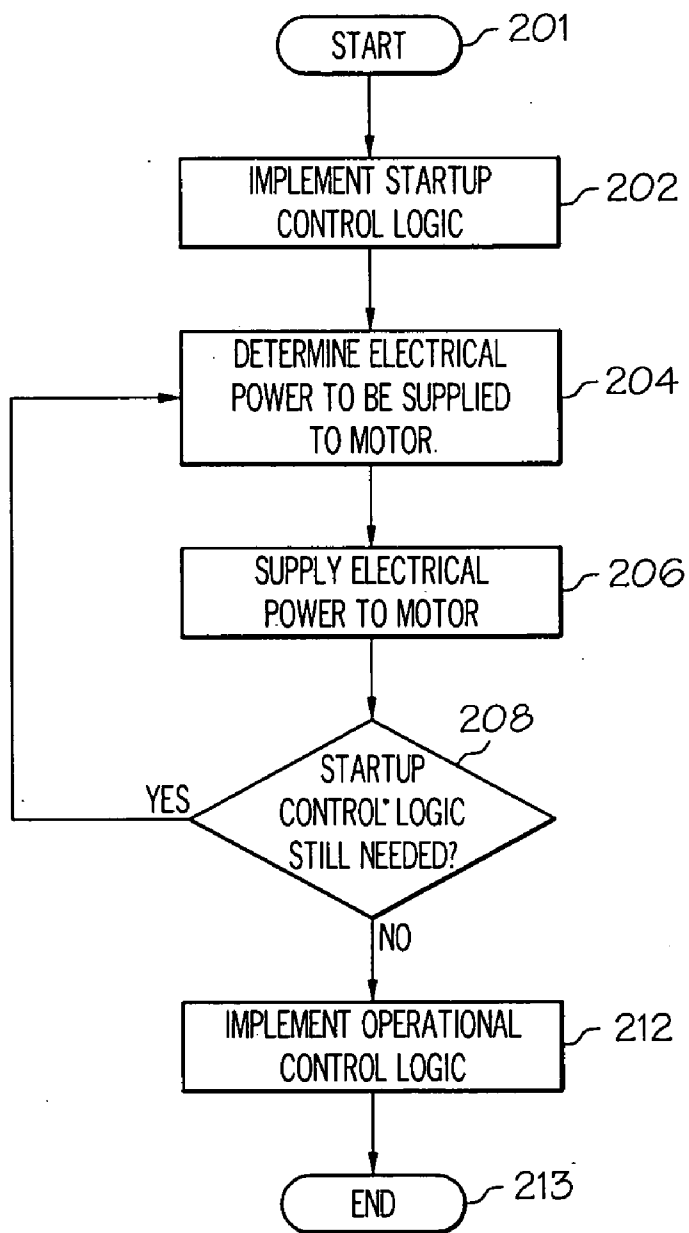 START
201
IMPLEMENT STARTUP
CONTROL LOGIC
202
DETERMINE ELECTRICAL
POWER TO BE SUPPLIED
TO MOTOR.
204
SUPPLY ELECTRICAL
POWER TO MOTOR
206
208
STARTUP
CONTROL LOGIC
STILL NEEDED?
YES
NO
IMPLEMENT OPERATIONAL
CONTROL LOGIC
212
END
213